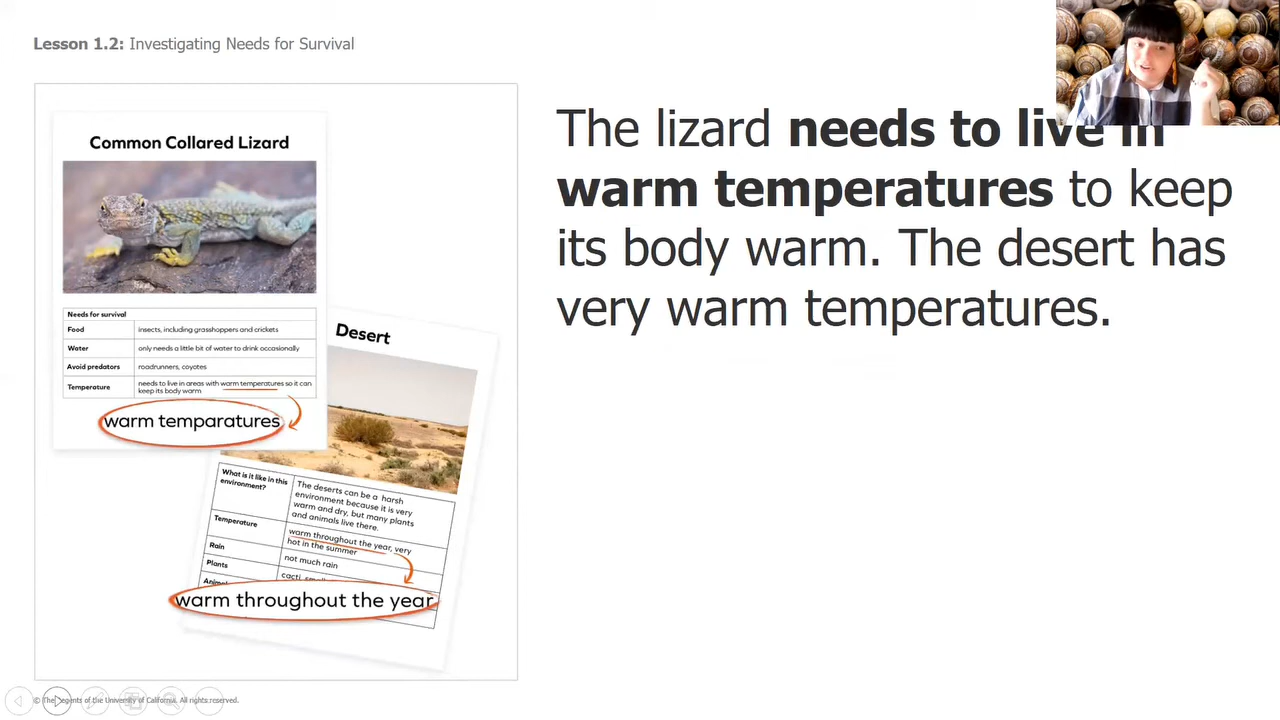 Lesson 1.2: Investigating Needs for Survival
Common Collared Lizard
Needs for survival
Food insects, including grasshoppers and crickets
Water only needs a little bit of water to drink occasionally
Avoid predators roadrunners, coyotes
Temperature needs to live in areas with warm temperatures so it can
keep its body warm
warm temparatures
Desert
What is it like in this
environment?
The deserts can be a harsh
environment because it is very
warm and dry, but many plants
and animals live there.
Temperature warm throughout the year, very
hot in the summer
Rain not much rain
Plants cacti,
warm throughout the year
The lizard needs to live in
warm temperatures to keep
its body warm. The desert has
very warm temperatures.
© The Regents of the University of California. All rights reserved.